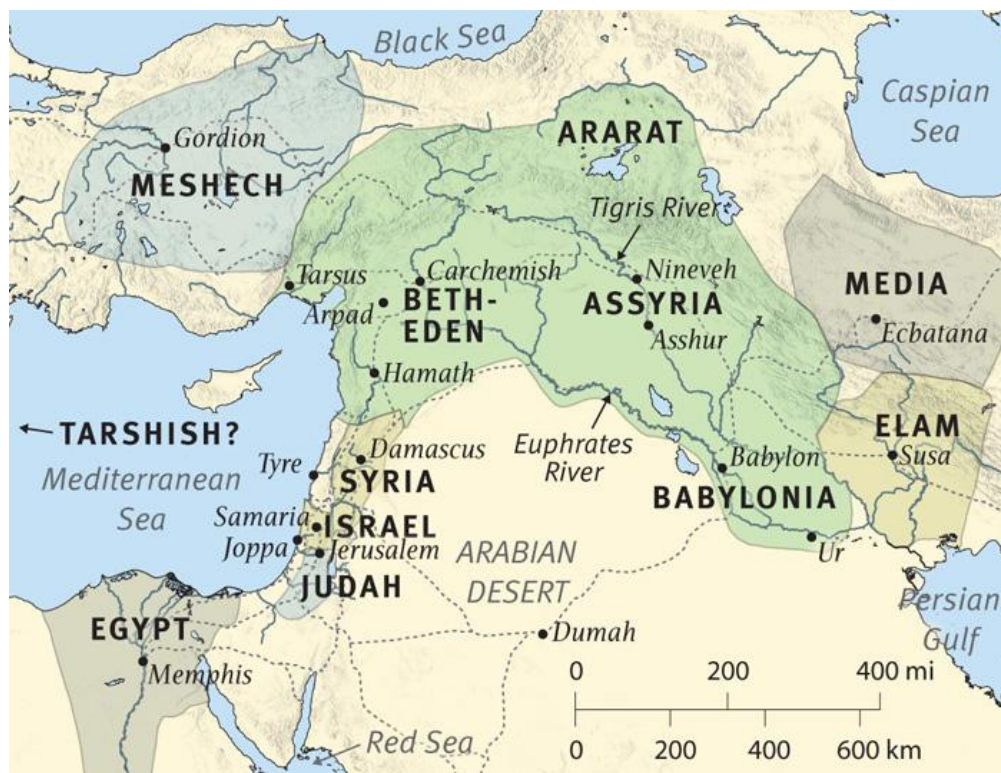 Black Sea
Caspian
Sea
Gordion
MESHECH
ARARAT
Tigris River
Tarsus
Carchemish
Nineveh
MEDIA
Arpad
BETH-
EDEN
ASSYRIA
Asshur
Ecbatana
Hamath
TARSHISH?
Mediterranean
Sea
Tyre
Damascus
SYRIA
Euphrates
River
Babylon
BABYLONIA
ELAM
Susa
Samaria
ISRAEL
Joppa
Jerusalem
JUDAH
ARABIAN
DESERT
Ur
Persian
Gulf
EGYPT
Memphis
Dumah
Red Sea
0 200 400 mi
0 200 400 600 km